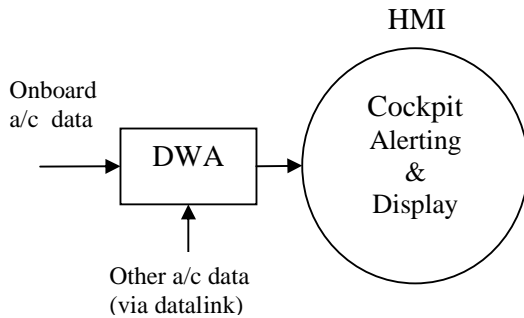 HMI
Onboard
a/c data
DWA
Cockpit
Alerting
&
Display
Other a/c data
(via datalink)